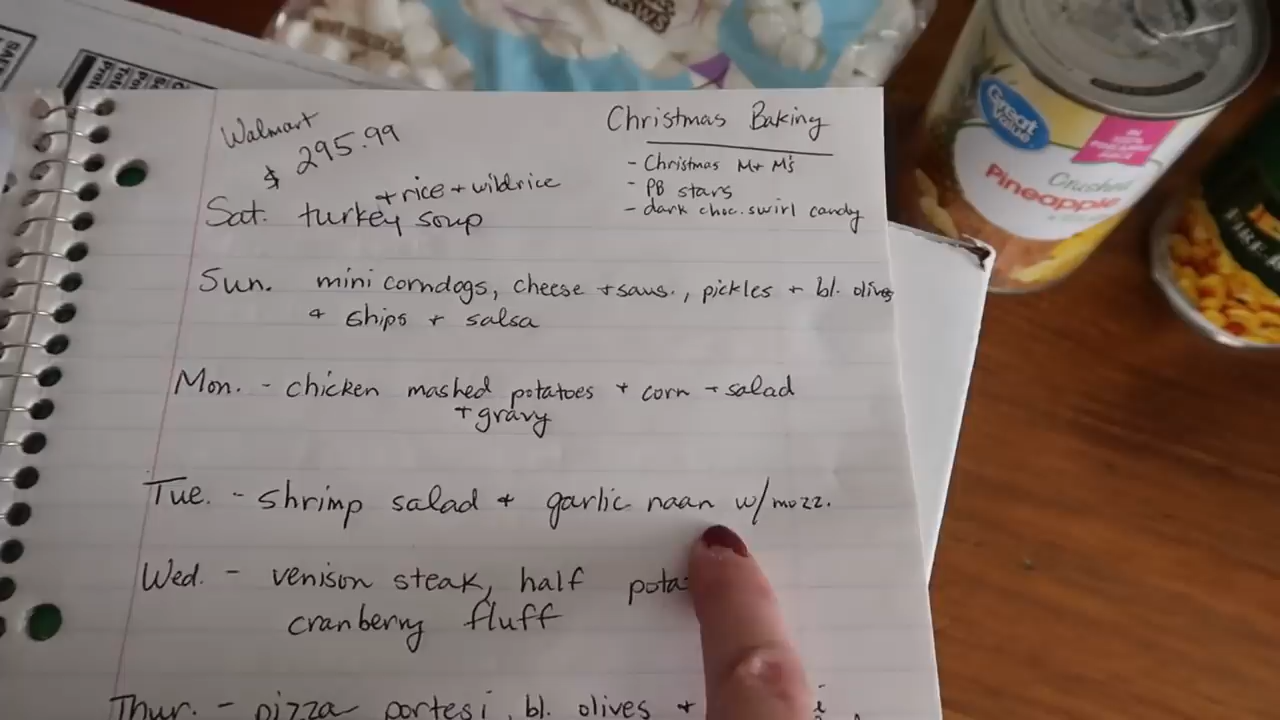 Walmart
$ 295.99
Christmas Baking
- Christmas M+M's
- PB stars
- dark choc. swirl candy
+ rice + wildrice
Sat. turkey soup
Sun. mini corndogs, cheese + saus., pickles + bl. olives
+ chips + salsa
Mon. - chicken mashed potatoes + corn + salad
+ gravy
Tue. - shrimp salad + garlic naan w/mozz.
Wed. - venison steak, half pota
cranberry fluff
Thur. - pizza portesi, bl. olives +
Great Value
Crushed
Pineapple